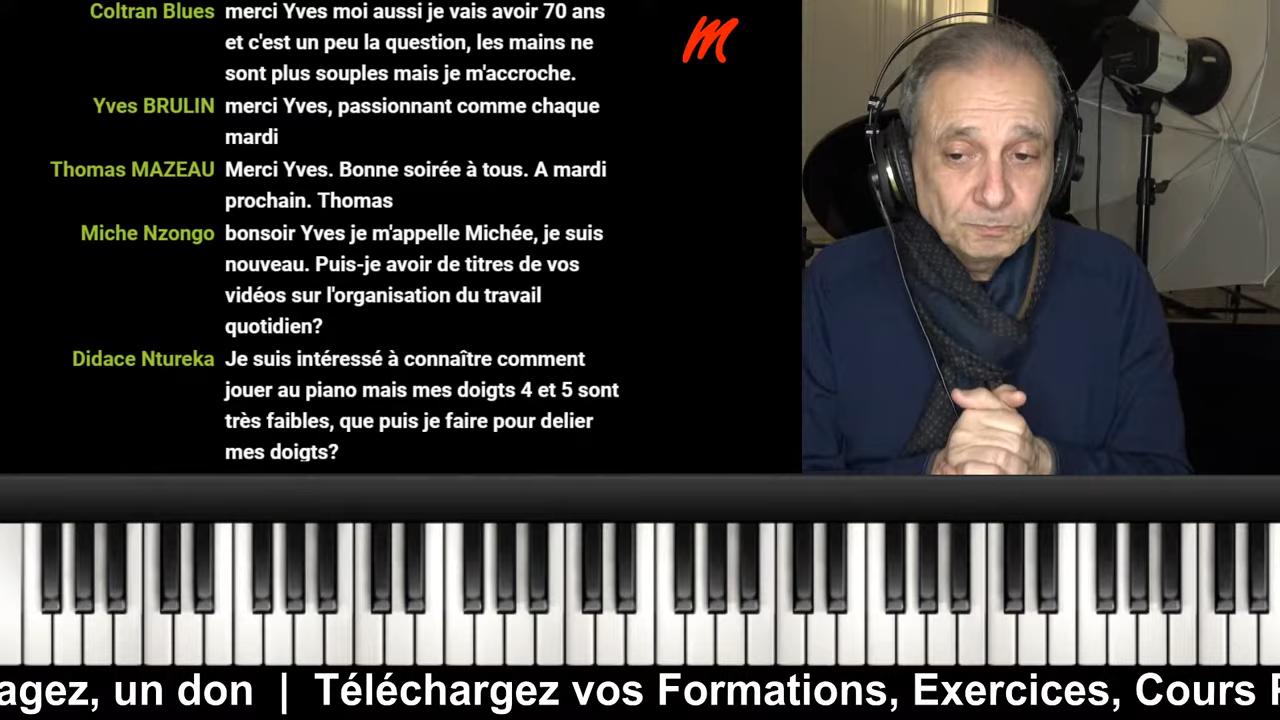 Coltran Blues merci Yves moi aussi je vais avoir 70 ans
et c'est un peu la question, les mains ne
sont plus souples mais je m'accroche.
Yves BRULIN merci Yves, passionnant comme chaque
mardi
Thomas MAZEAU Merci Yves. Bonne soirée à tous. A mardi
prochain. Thomas
Miche Nzongo bonsoir Yves je m'appelle Michée, je suis
nouveau. Puis-je avoir de titres de vos
vidéos sur l'organisation du travail
quotidien?
Didace Ntureka Je suis intéressé à connaître comment
jouer au piano mais mes doigts 4 et 5 sont
très faibles, que puis je faire pour delier
mes doigts?
m
agez, un don | Téléchargez vos Formations, Exercices, Cours